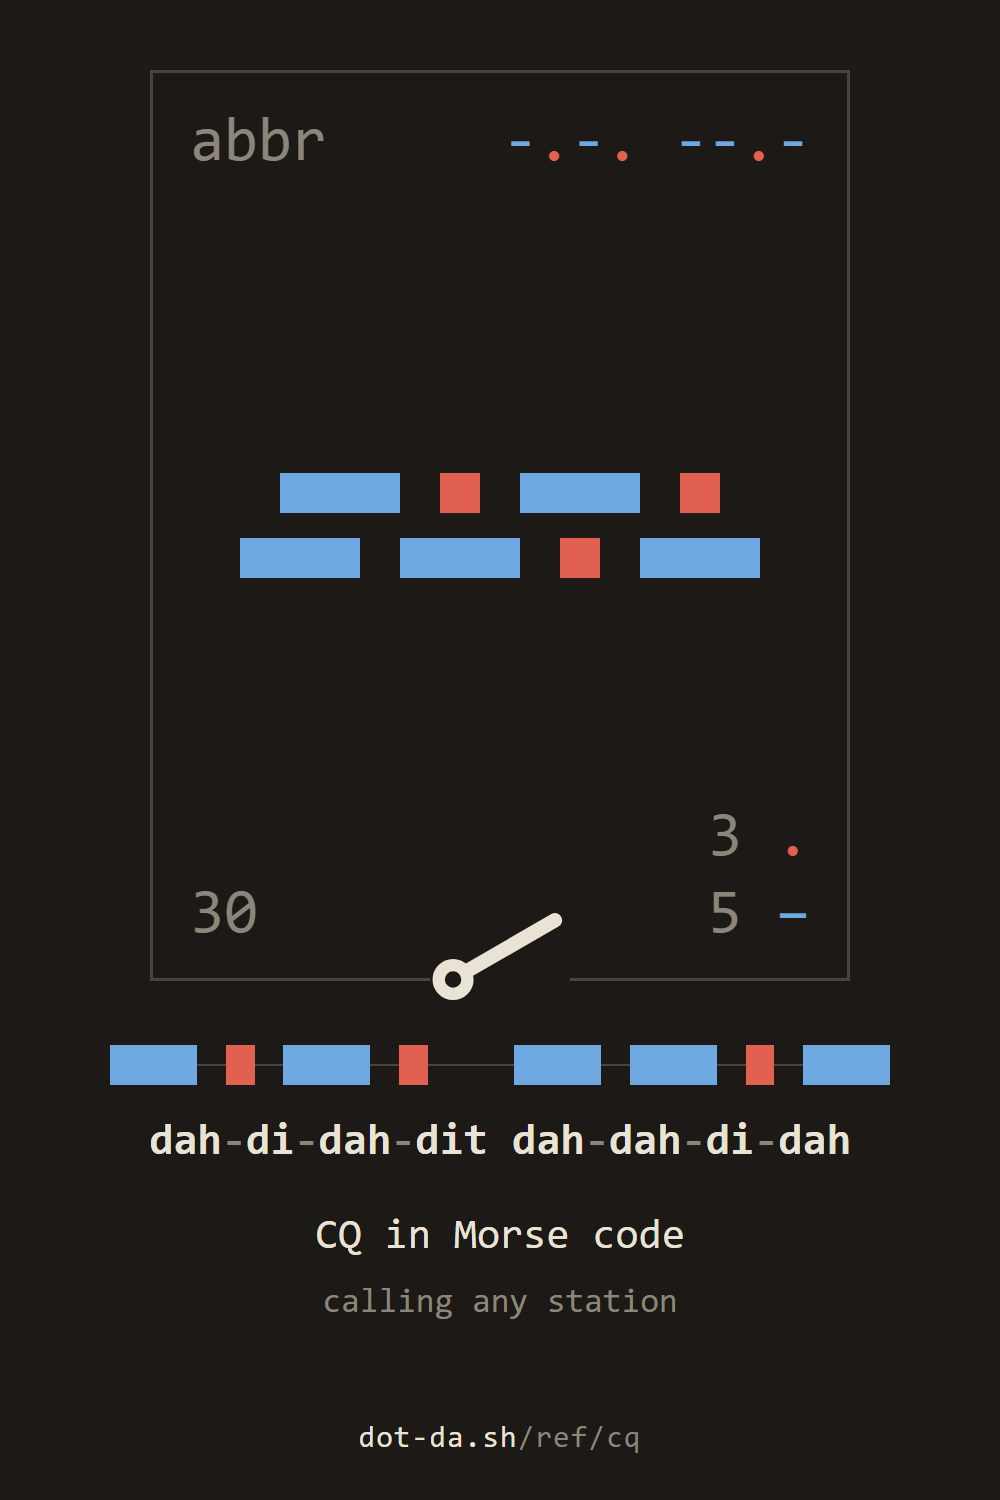 abbr -.-. --.-
3 .
30 5 -
dah-di-dah-dit dah-dah-di-dah
CQ in Morse code
calling any station
dot-da.sh/ref/cq